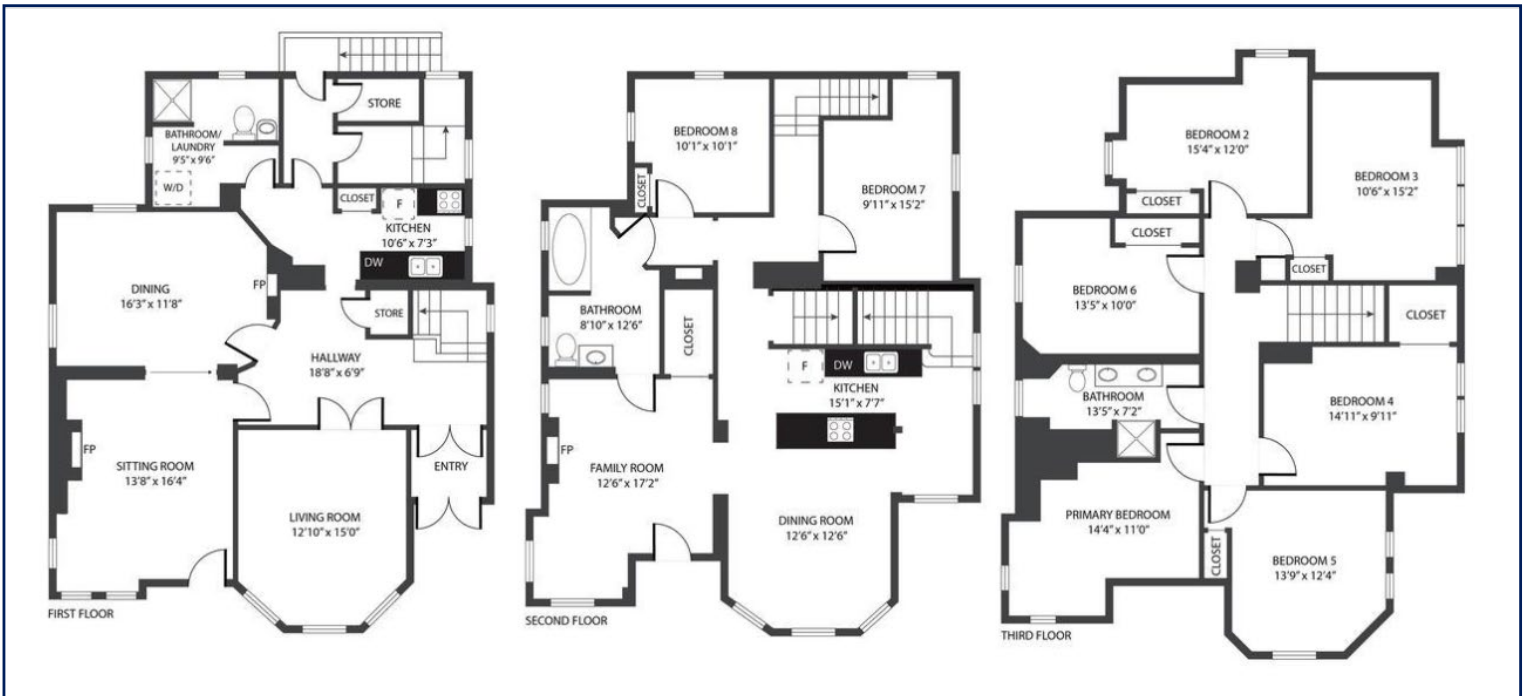 STORE
BATHROOM/
LAUNDRY
9'5" x 9'6"
W/D
CLOSET
F
KITCHEN
10'6" x 7'3"
DW
DINING
16'3" x 11'8"
FP
STORE
HALLWAY
18'8" x 6'9"
FP
SITTING ROOM
13'8" x 16'4"
ENTRY
LIVING ROOM
12'10" x 15'0"
FIRST FLOOR
BEDROOM 8
10'1" x 10'1"
CLOSET
BEDROOM 7
9'11" x 15'2"
BATHROOM
8'10" x 12'6"
CLOSET
F
DW
KITCHEN
15'1" x 7'7"
FP
FAMILY ROOM
12'6" x 17'2"
DINING ROOM
12'6" x 12'6"
SECOND FLOOR
BEDROOM 2
15'4" x 12'0"
BEDROOM 3
10'6" x 15'2"
CLOSET
CLOSET
CLOSET
BEDROOM 6
13'5" x 10'0"
CLOSET
BATHROOM
13'5" x 7'2"
BEDROOM 4
14'11" x 9'11"
PRIMARY BEDROOM
14'4" x 11'0"
CLOSET
BEDROOM 5
13'9" x 12'4"
THIRD FLOOR